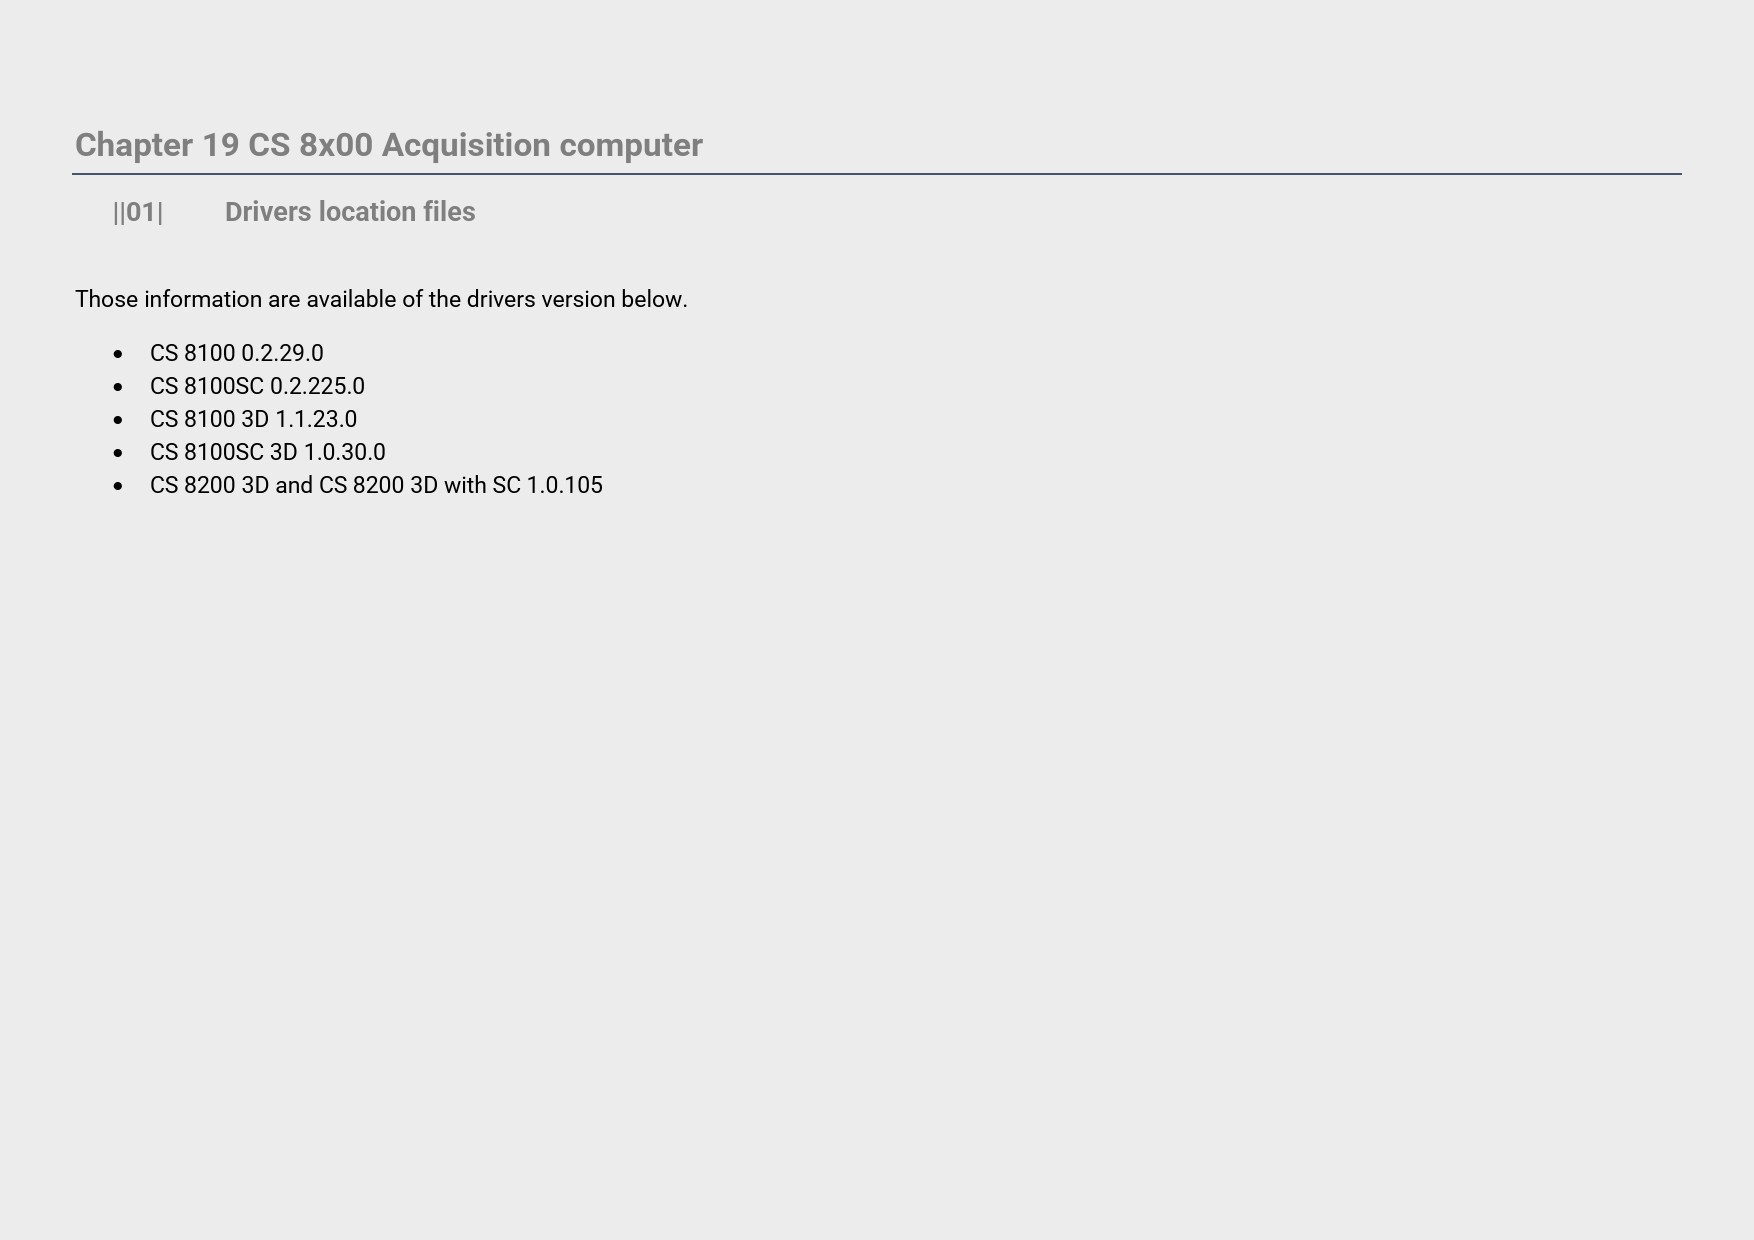 Chapter 19 CS 8x00 Acquisition computer
||01| Drivers location files
Those information are available of the drivers version below.
• CS 8100 0.2.29.0
• CS 8100SC 0.2.225.0
• CS 8100 3D 1.1.23.0
• CS 8100SC 3D 1.0.30.0
• CS 8200 3D and CS 8200 3D with SC 1.0.105